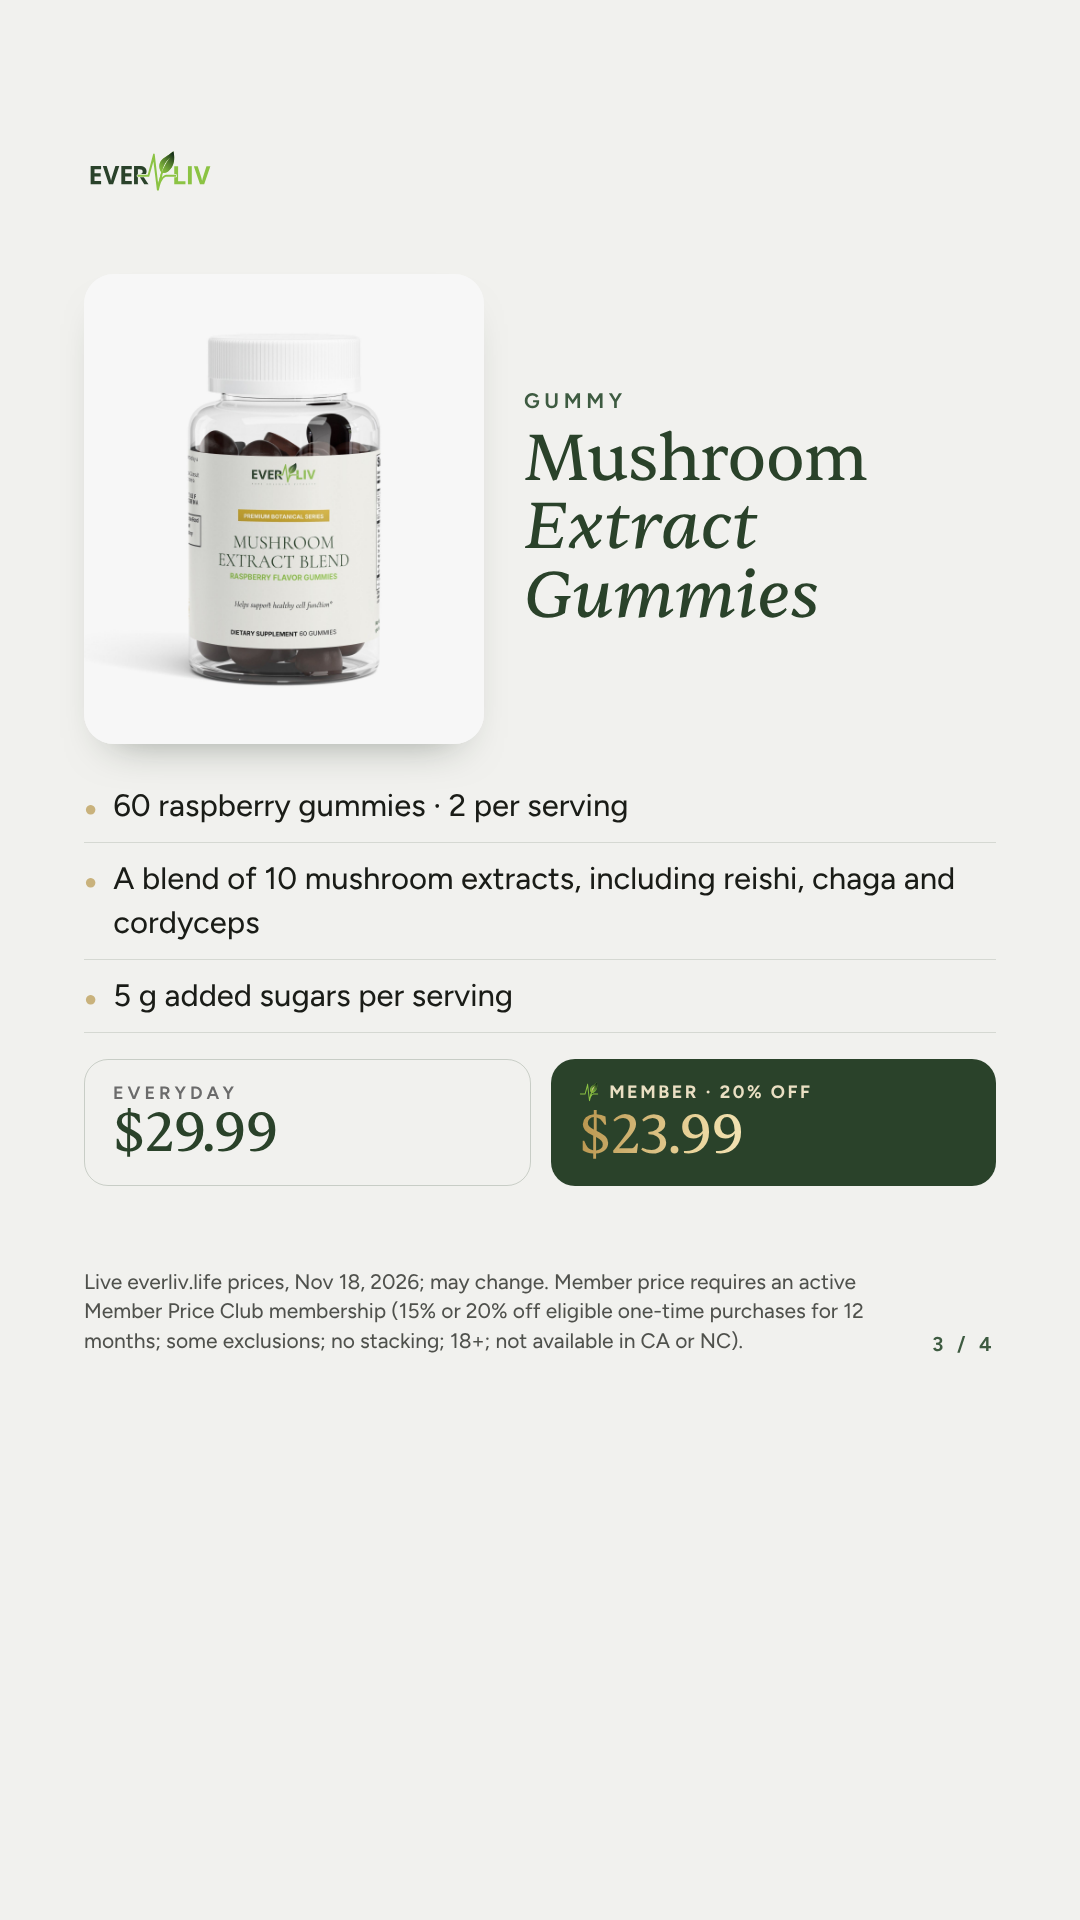 EVERLIV
EVERLIV
PREMIUM BOTANICAL SERIES
MUSHROOM
EXTRACT BLEND
RASPBERRY FLAVOR GUMMIES
Helps support healthy cell function*
DIETARY SUPPLEMENT 60 GUMMIES
GUMMY
Mushroom
Extract
Gummies
60 raspberry gummies · 2 per serving
A blend of 10 mushroom extracts, including reishi, chaga and
cordyceps
5 g added sugars per serving
EVERYDAY
$29.99
MEMBER · 20% OFF
$23.99
Live everliv.life prices, Nov 18, 2026; may change. Member price requires an active
Member Price Club membership (15% or 20% off eligible one-time purchases for 12
months; some exclusions; no stacking; 18+; not available in CA or NC).
3 / 4